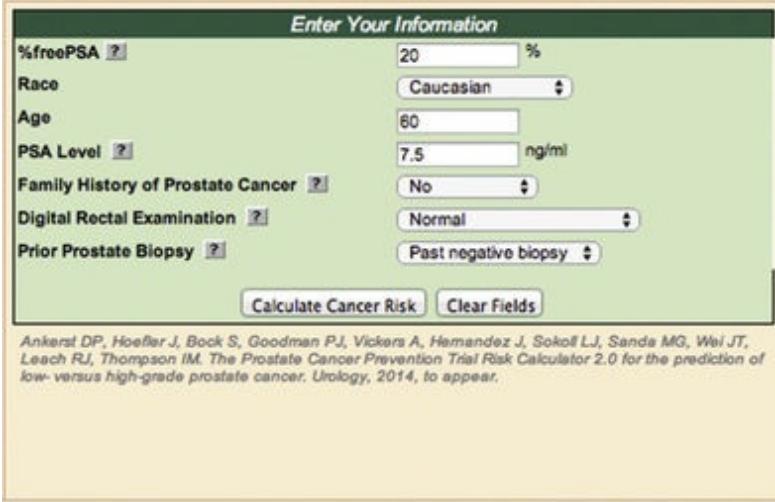 Enter Your Information
%freePSA ? 20 %
Race Caucasian
Age 60
PSA Level ? 7.5 ng/ml
Family History of Prostate Cancer ? No
Digital Rectal Examination ? Normal
Prior Prostate Biopsy ? Past negative biopsy
Calculate Cancer Risk Clear Fields
Ankerst DP, Hoefler J, Bock S, Goodman PJ, Vickers A, Hernandez J, Sokoll LJ, Sanda MG, Wei JT,
Leach RJ, Thompson IM. The Prostate Cancer Prevention Trial Risk Calculator 2.0 for the prediction of
low- versus high-grade prostate cancer. Urology, 2014, to appear.